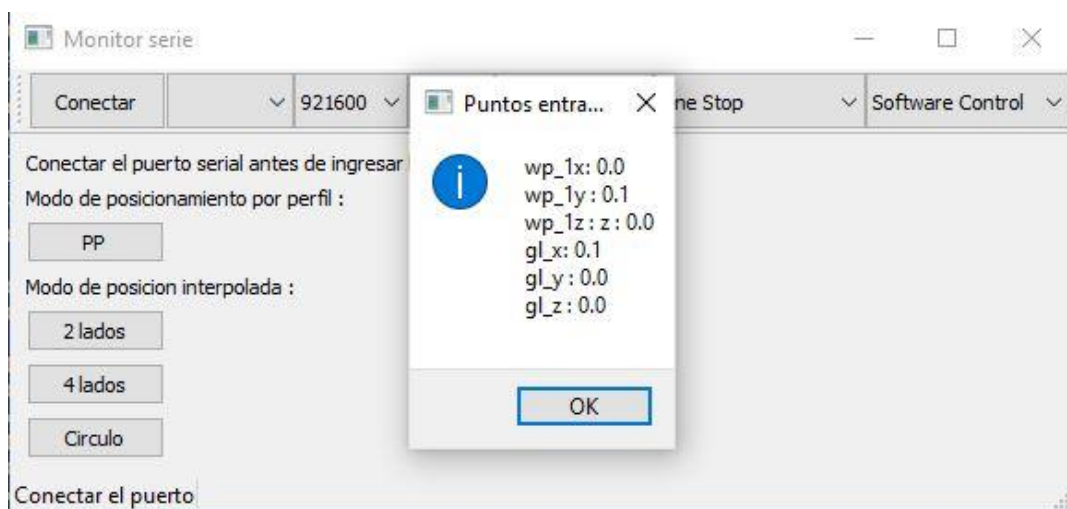 Monitor serie
Conectar 921600 ne Stop Software Control
Puntos entra...
Conectar el puerto serial antes de ingresar
Modo de posicionamiento por perfil :
PP
Modo de posicion interpolada :
2 lados
4 lados
Circulo
wp_1x: 0.0
wp_1y : 0.1
wp_1z : z : 0.0
gl_x: 0.1
gl_y : 0.0
gl_z : 0.0
OK
Conectar el puerto